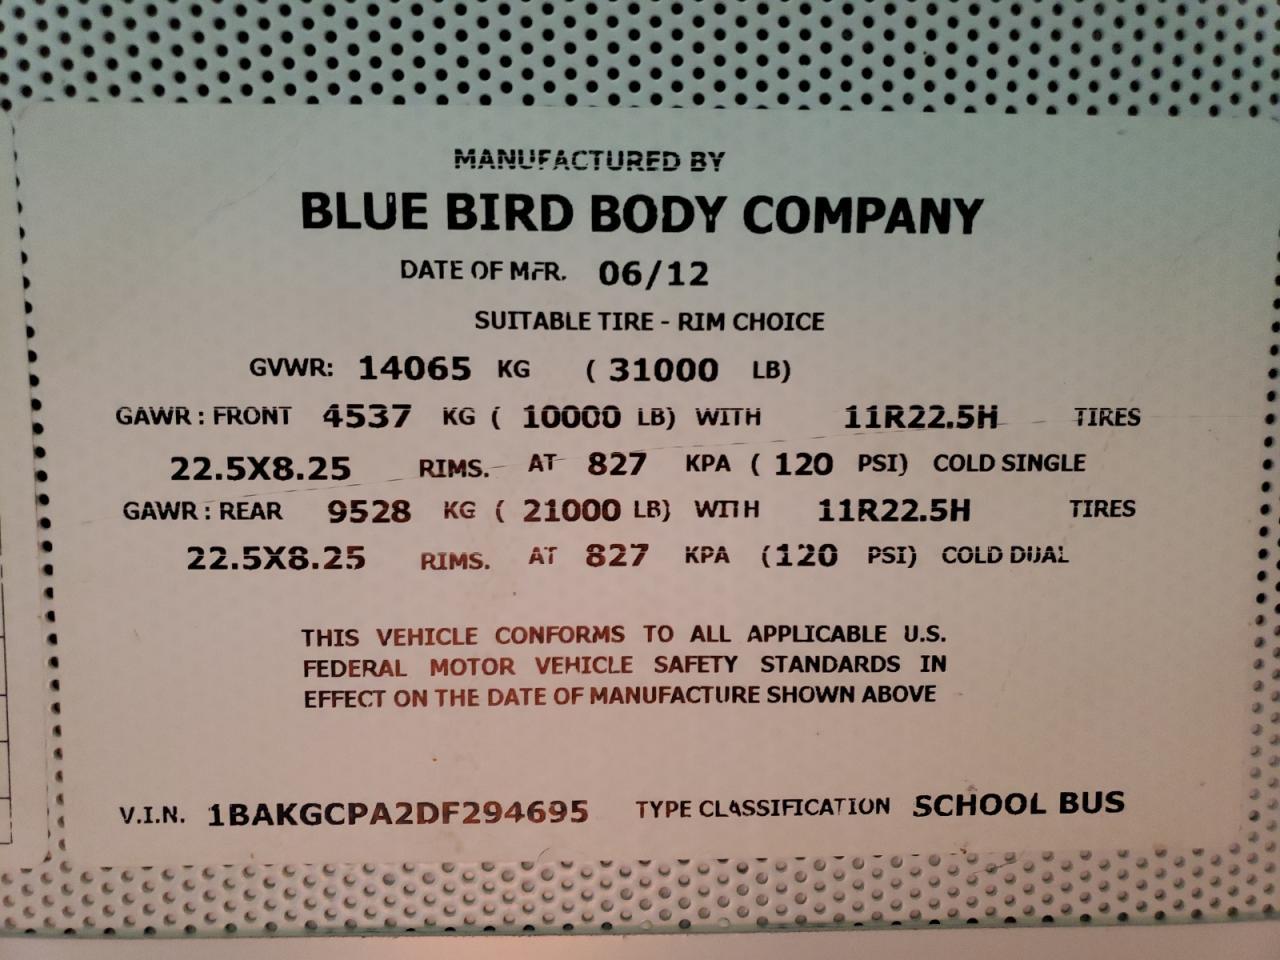 MANUFACTURED BY
BLUE BIRD BODY COMPANY
DATE OF MFR. 06/12
SUITABLE TIRE - RIM CHOICE
GVWR: 14065 KG ( 31000 LB)
GAWR : FRONT 4537 KG ( 10000 LB) WITH 11R22.5H TIRES
22.5X8.25 RIMS. AT 827 KPA ( 120 PSI) COLD SINGLE
GAWR : REAR 9528 KG ( 21000 LB) WITH 11R22.5H TIRES
22.5X8.25 RIMS. AT 827 KPA (120 PSI) COLD DUAL
THIS VEHICLE CONFORMS TO ALL APPLICABLE U.S.
FEDERAL MOTOR VEHICLE SAFETY STANDARDS IN
EFFECT ON THE DATE OF MANUFACTURE SHOWN ABOVE
V.I.N. 1BAKGCPA2DF294695 TYPE CLASSIFICATION SCHOOL BUS